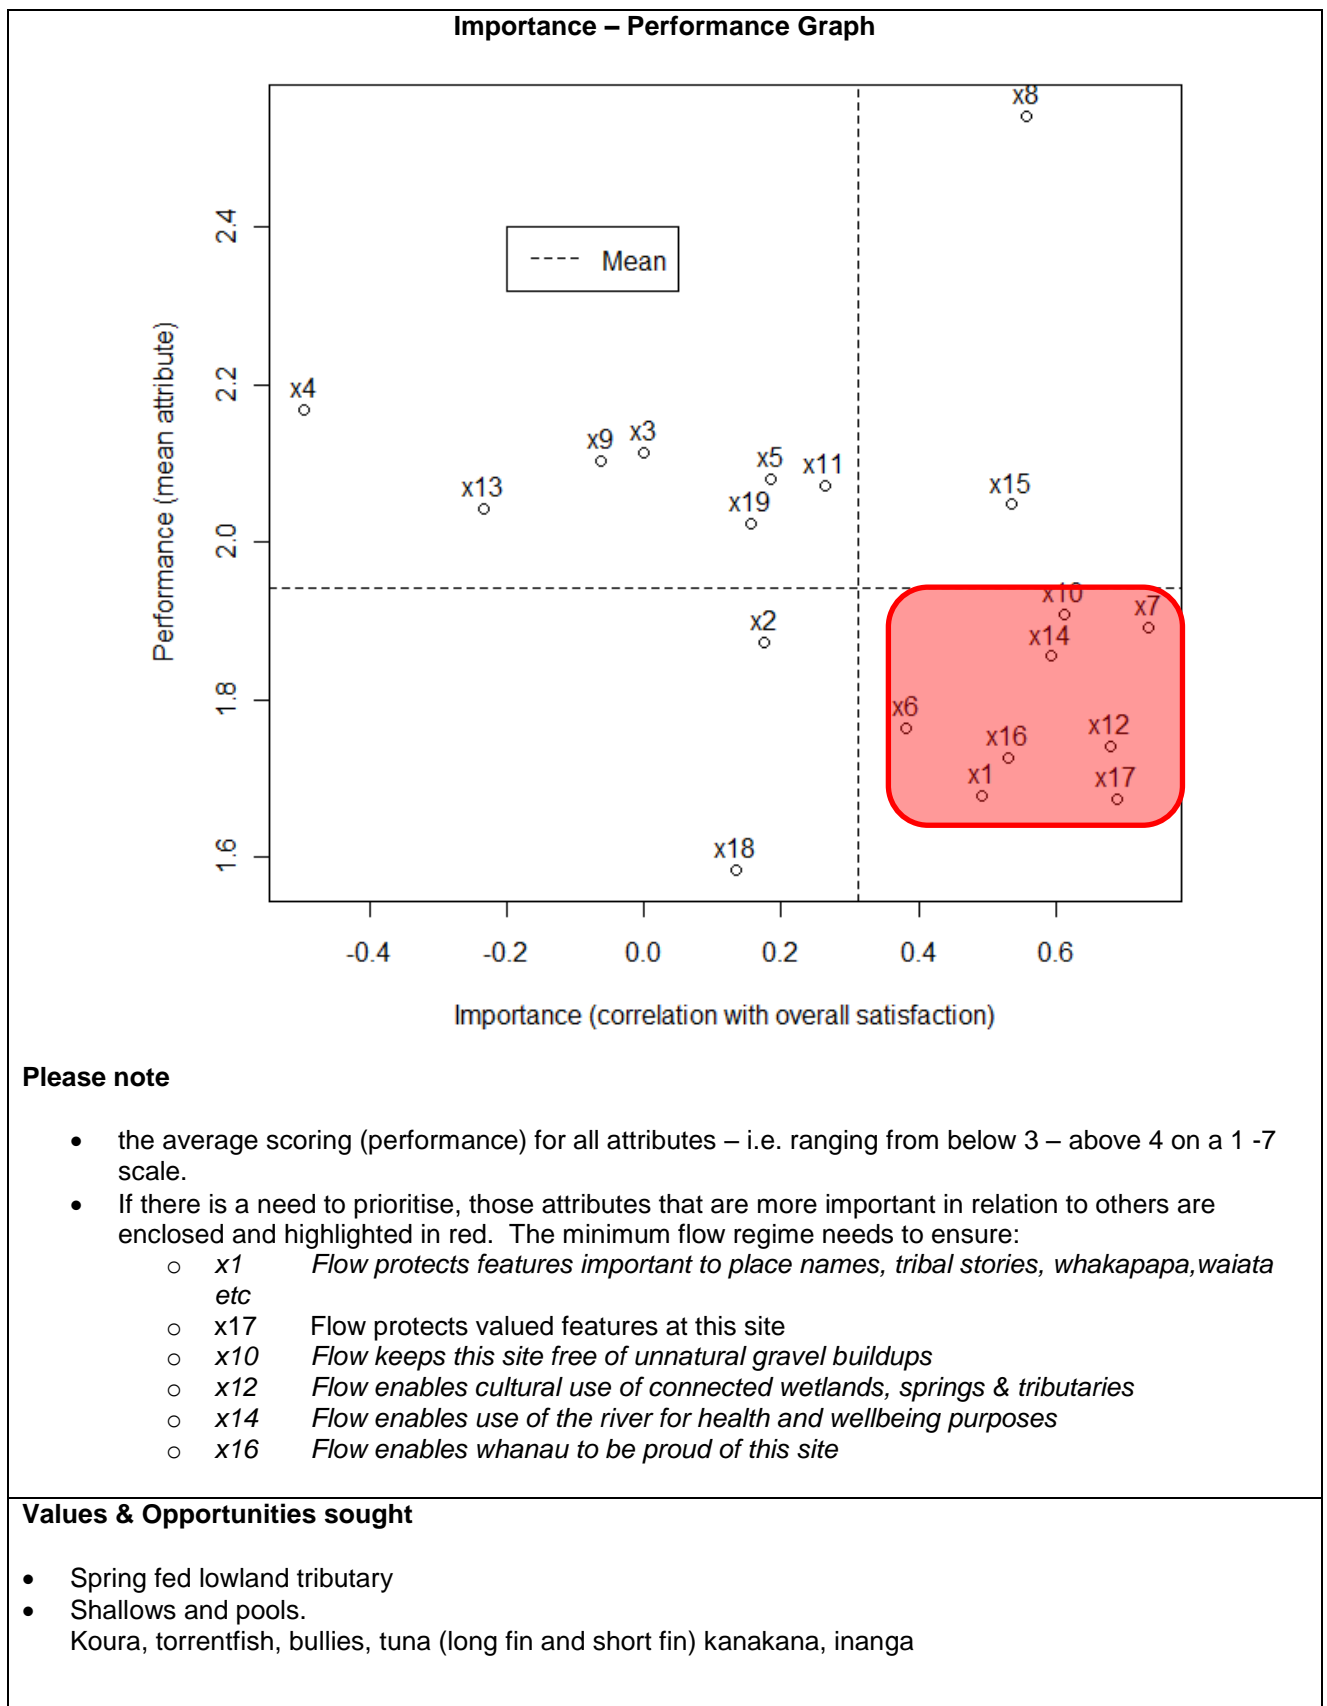 Importance – Performance Graph
x8
2.4
Mean
x4
2.2
x9
x3
x5
x11
x13
x19
x15
2.0
x10
x7
x2
x14
1.8
x6
x16
x12
x1
x17
x18
1.6
Performance (mean attribute)
-0.4
-0.2
0.0
0.2
0.4
0.6
Importance (correlation with overall satisfaction)
Please note
• the average scoring (performance) for all attributes – i.e. ranging from below 3 – above 4 on a 1 -7
scale.
• If there is a need to prioritise, those attributes that are more important in relation to others are
enclosed and highlighted in red. The minimum flow regime needs to ensure:
o x1 Flow protects features important to place names, tribal stories, whakapapa,waiata
etc
o x17 Flow protects valued features at this site
o x10 Flow keeps this site free of unnatural gravel buildups
o x12 Flow enables cultural use of connected wetlands, springs & tributaries
o x14 Flow enables use of the river for health and wellbeing purposes
o x16 Flow enables whanau to be proud of this site
Values & Opportunities sought
• Spring fed lowland tributary
• Shallows and pools.
Koura, torrentfish, bullies, tuna (long fin and short fin) kanakana, inanga